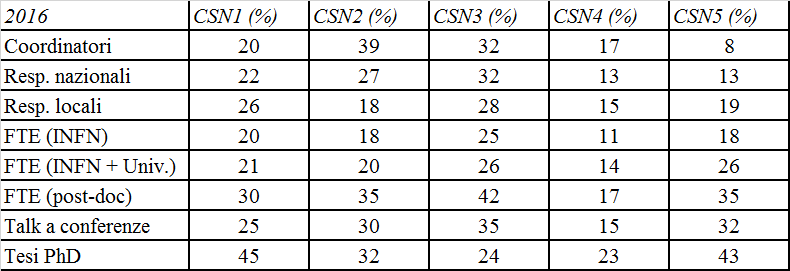 2016 CSN1 (%) CSN2 (%) CSN3 (%) CSN4 (%) CSN5 (%)
Coordinatori 20 39 32 17 8
Resp. nazionali 22 27 32 13 13
Resp. locali 26 18 28 15 19
FTE (INFN) 20 18 25 11 18
FTE (INFN + Univ.) 21 20 26 14 26
FTE (post-doc) 30 35 42 17 35
Talk a conferenze 25 30 35 15 32
Tesi PhD 45 32 24 23 43